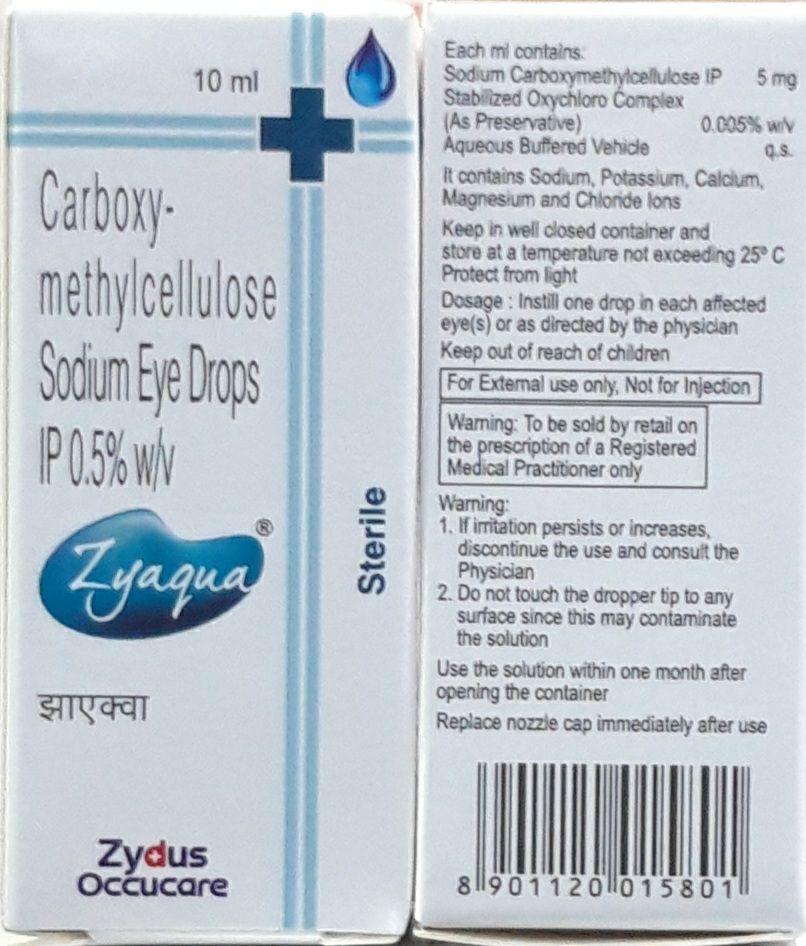 10 ml
Carboxy-
methylcellulose
Sodium Eye Drops
IP 0.5% w/v
Zyaqua®
झाएक्वा
Sterile
Zydus
Occucare
Each ml contains:
Sodium Carboxymethylcellulose IP 5 mg
Stabilized Oxychloro Complex
(As Preservative) 0.005% w/v
Aqueous Buffered Vehicle q.s.
It contains Sodium, Potassium, Calcium,
Magnesium and Chloride Ions
Keep in well closed container and
store at a temperature not exceeding 25° C
Protect from light
Dosage : Instill one drop in each affected
eye(s) or as directed by the physician
Keep out of reach of children
For External use only, Not for Injection
Warning: To be sold by retail on
the prescription of a Registered
Medical Practitioner only
Warning:
1. If irritation persists or increases,
discontinue the use and consult the
Physician
2. Do not touch the dropper tip to any
surface since this may contaminate
the solution
Use the solution within one month after
opening the container
Replace nozzle cap immediately after use
8 901120 015801